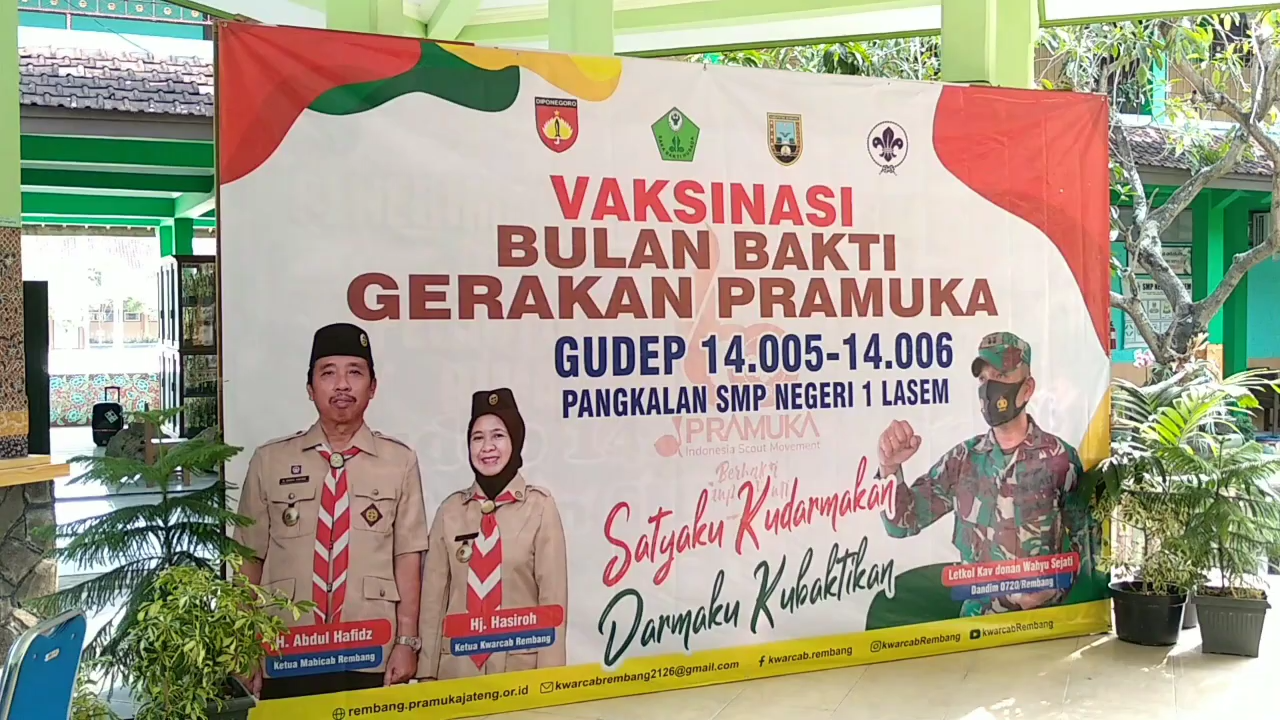 DIPONEGORO
VAKSINASI
BULAN BAKTI
GERAKAN PRAMUKA
GUDEP 14.005-14.006
PANGKALAN SMP NEGERI 1 LASEM
PRAMUKA
Indonesia Scout Movement
Berbakti
Satyaku Kudarmakan
Darmaku Kubaktikan
H. Abdul Hafidz
Ketua Mabicab Rembang
Hj. Hasiroh
Ketua Kwarcab Rembang
Letkol Kav donan Wahyu Sejati
Dandim 0720/Rembang
rembang.pramukajateng.or.id
kwarcabrembang2126@gmail.com
kwarcab.rembang
kwarcabRembang
kwarcabRembang